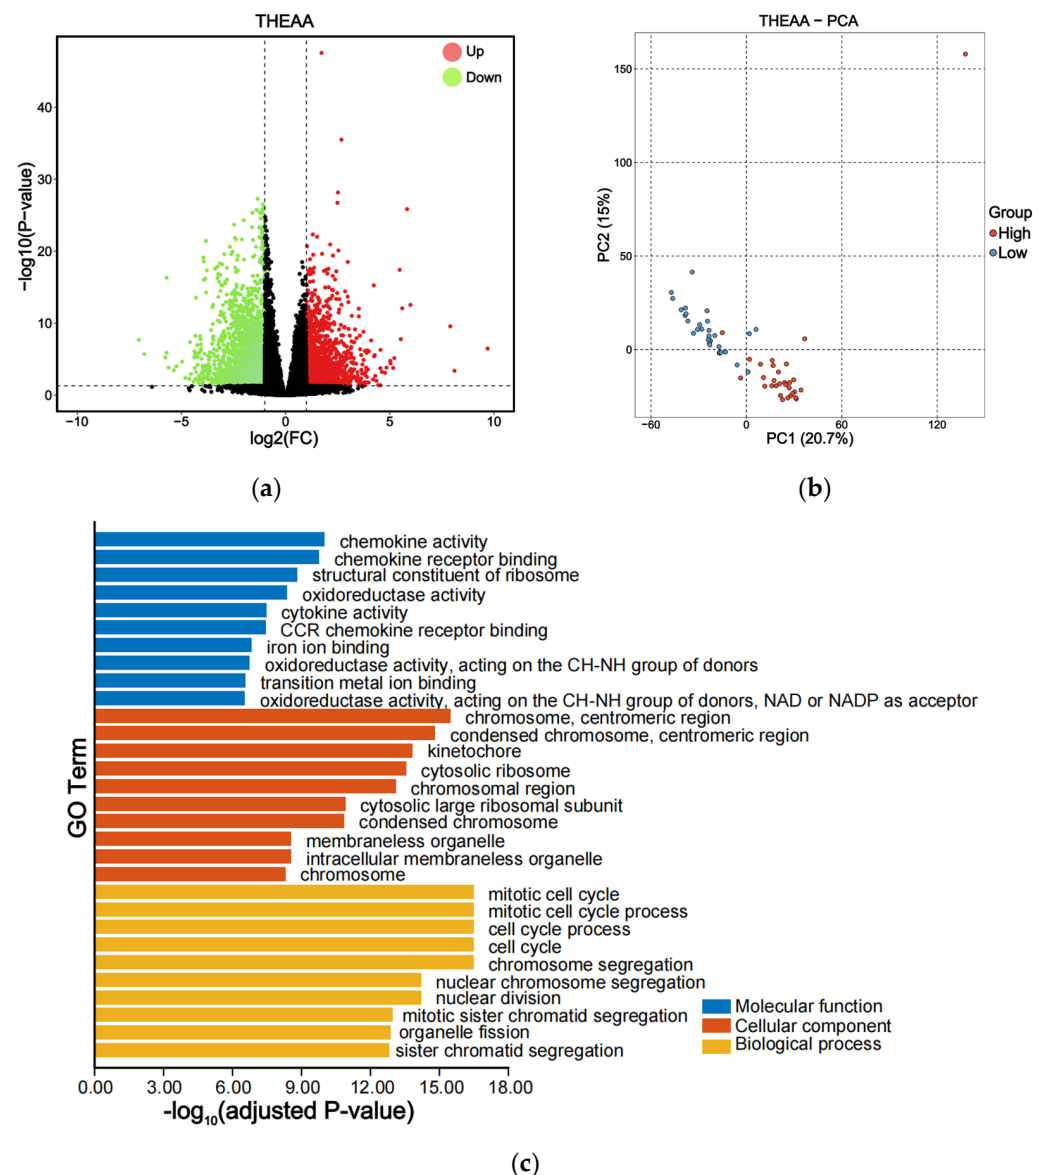 THEAA
Up
Down
40
30
20
10
0
−10
−5
0
5
10
−log10(P−value)
log2(FC)
(a)
THEAA − PCA
150
100
50
0
−60
0
60
120
PC2 (15%)
PC1 (20.7%)
Group
High
Low
(b)
chemokine activity
chemokine receptor binding
structural constituent of ribosome
oxidoreductase activity
cytokine activity
CCR chemokine receptor binding
iron ion binding
oxidoreductase activity, acting on the CH-NH group of donors
transition metal ion binding
oxidoreductase activity, acting on the CH-NH group of donors, NAD or NADP as acceptor
chromosome, centromeric region
condensed chromosome, centromeric region
kinetochore
cytosolic ribosome
chromosomal region
cytosolic large ribosomal subunit
condensed chromosome
membraneless organelle
intracellular membraneless organelle
chromosome
mitotic cell cycle
mitotic cell cycle process
cell cycle process
cell cycle
chromosome segregation
nuclear chromosome segregation
nuclear division
mitotic sister chromatid segregation
organelle fission
sister chromatid segregation
GO Term
Molecular function
Cellular component
Biological process
0.00 3.00 6.00 9.00 12.00 15.00 18.00
-log10(adjusted P-value)
(c)